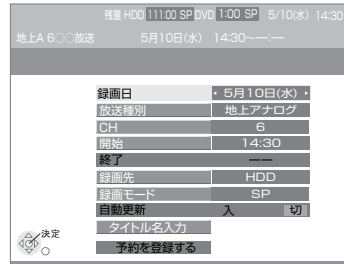 残量 HDD 111:00 SP DVD 1:00 SP 5/10(水) 14:30
地上A 6○○放送 5月10日(水) 14:30~--:--
録画日 5月10日(水)
放送種別 地上アナログ
CH 6
開始 14:30
終了 ーー
録画先 HDD
録画モード SP
自動更新 入 切
タイトル名入力
予約を登録する
決定